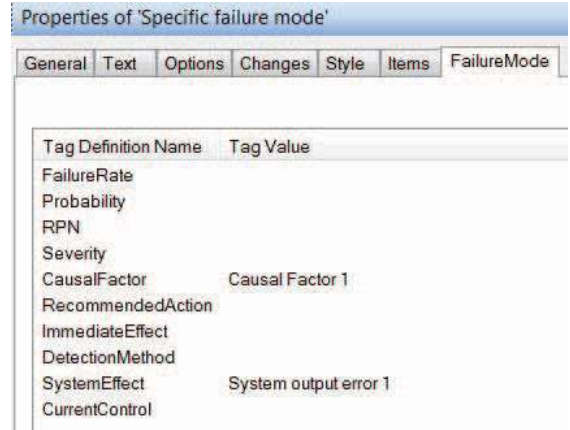 Properties of 'Specific failure mode'
General Text Options Changes Style Items FailureMode
Tag Definition Name Tag Value
FailureRate
Probability
RPN
Severity
CausalFactor Causal Factor 1
RecommendedAction
ImmediateEffect
DetectionMethod
SystemEffect System output error 1
CurrentControl